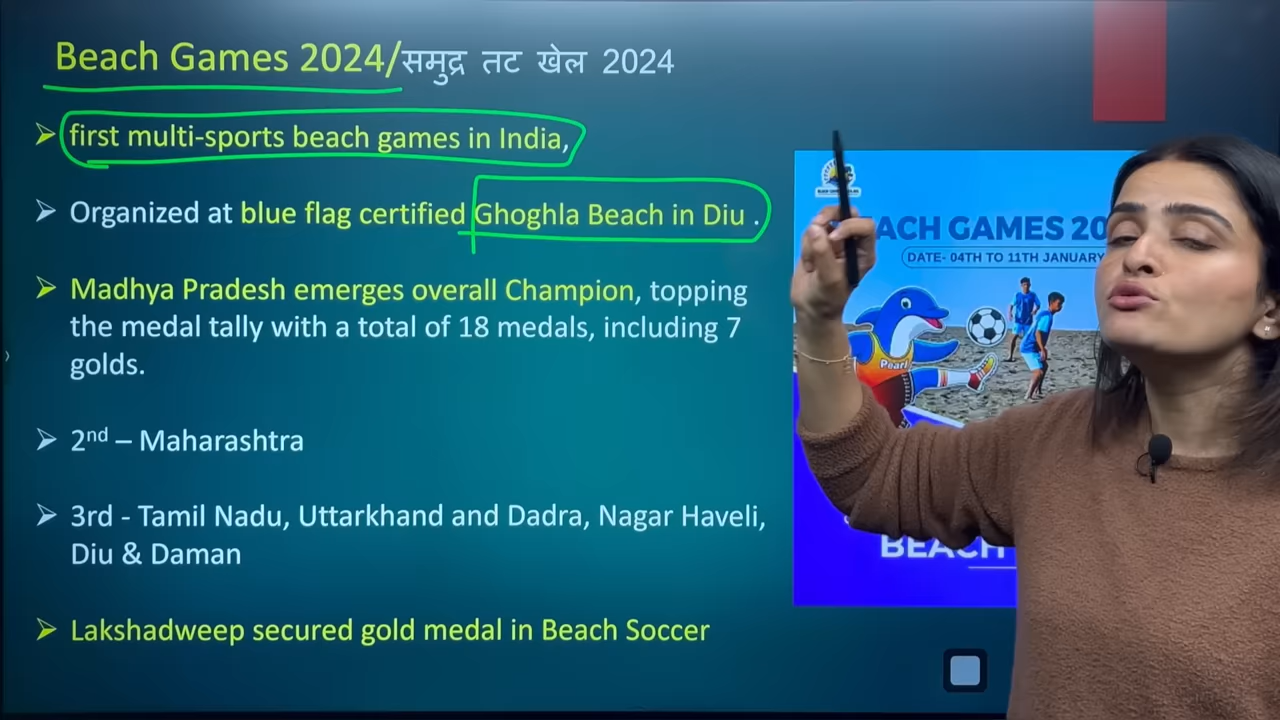 Beach Games 2024/समुद्र तट खेल 2024
first multi-sports beach games in India,
Organized at blue flag certified Ghoghla Beach in Diu .
Madhya Pradesh emerges overall Champion, topping
the medal tally with a total of 18 medals, including 7
golds.
2nd – Maharashtra
3rd - Tamil Nadu, Uttarkhand and Dadra, Nagar Haveli,
Diu & Daman
Lakshadweep secured gold medal in Beach Soccer
ACH GAMES 20
DATE- 04TH TO 11TH JANUARY
Pearl
BEACH